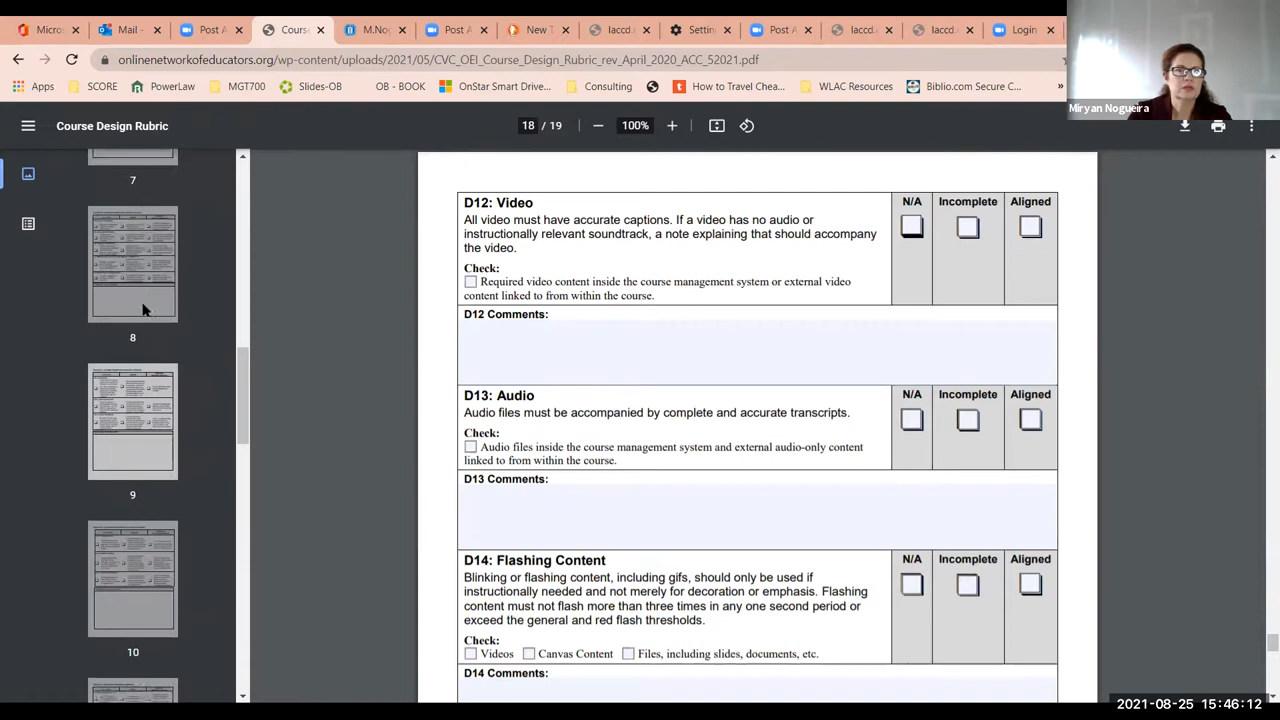 Micros
Mail -
Post A
Cours
M.Nog
Post A
New T
laccd.
Settin
Post A
laccd.
laccd.
Login
onlinenetworkofeducators.org/wp-content/uploads/2021/05/CVC_OEI_Course_Design_Rubric_rev_April_2020_ACC_52021.pdf
Apps
SCORE
PowerLaw
MGT700
Slides-OB
OB - BOOK
OnStar Smart Drive...
Consulting
How to Travel Chea...
WLAC Resources
Biblio.com Secure C...
»
Miryan Nogueira
Course Design Rubric
18 / 19
100%
7
8
9
10
D12: Video
N/A
Incomplete
Aligned
All video must have accurate captions. If a video has no audio or
instructionally relevant soundtrack, a note explaining that should accompany
the video.
Check:
Required video content inside the course management system or external video
content linked to from within the course.
D12 Comments:
D13: Audio
N/A
Incomplete
Aligned
Audio files must be accompanied by complete and accurate transcripts.
Check:
Audio files inside the course management system and external audio-only content
linked to from within the course.
D13 Comments:
D14: Flashing Content
N/A
Incomplete
Aligned
Blinking or flashing content, including gifs, should only be used if
instructionally needed and not merely for decoration or emphasis. Flashing
content must not flash more than three times in any one second period or
exceed the general and red flash thresholds.
Check:
Videos
Canvas Content
Files, including slides, documents, etc.
D14 Comments:
2021-08-25 15:46:12